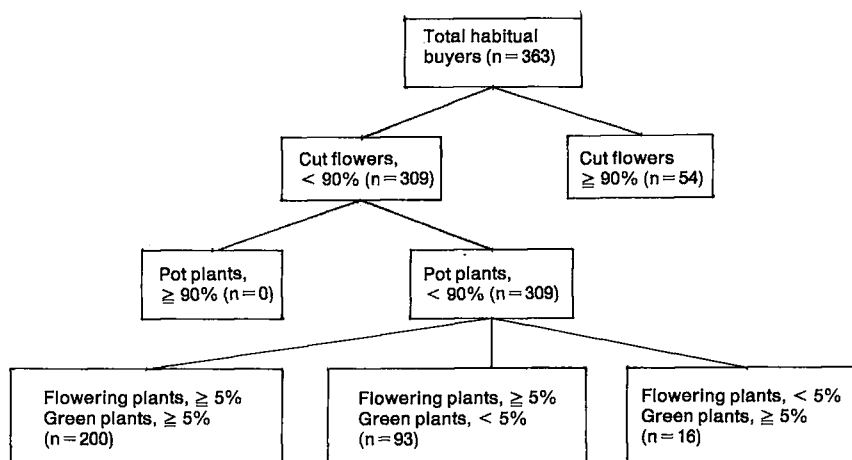 Total habitual
buyers (n = 363)
Cut flowers,
< 90% (n = 309)
Cut flowers
≧ 90% (n = 54)
Pot plants,
≧ 90% (n = 0)
Pot plants,
< 90% (n = 309)
Flowering plants, ≧ 5%
Green plants, ≧ 5%
(n = 200)
Flowering plants, ≧ 5%
Green plants, < 5%
(n = 93)
Flowering plants, < 5%
Green plants, ≧ 5%
(n = 16)